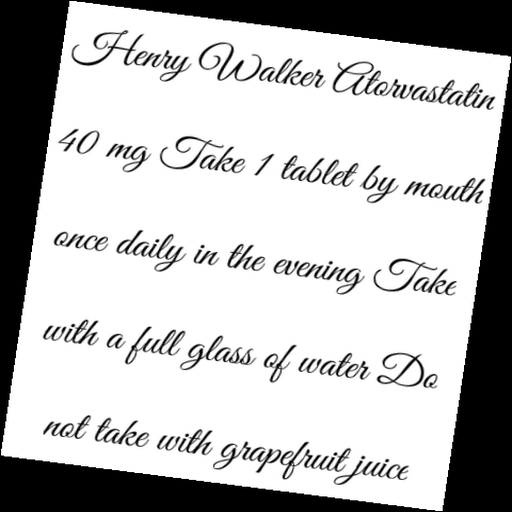 Henry Walker Atorvastatin
40 mg Take 1 tablet by mouth
once daily in the evening Take
with a full glass of water Do
not take with grapefruit juice